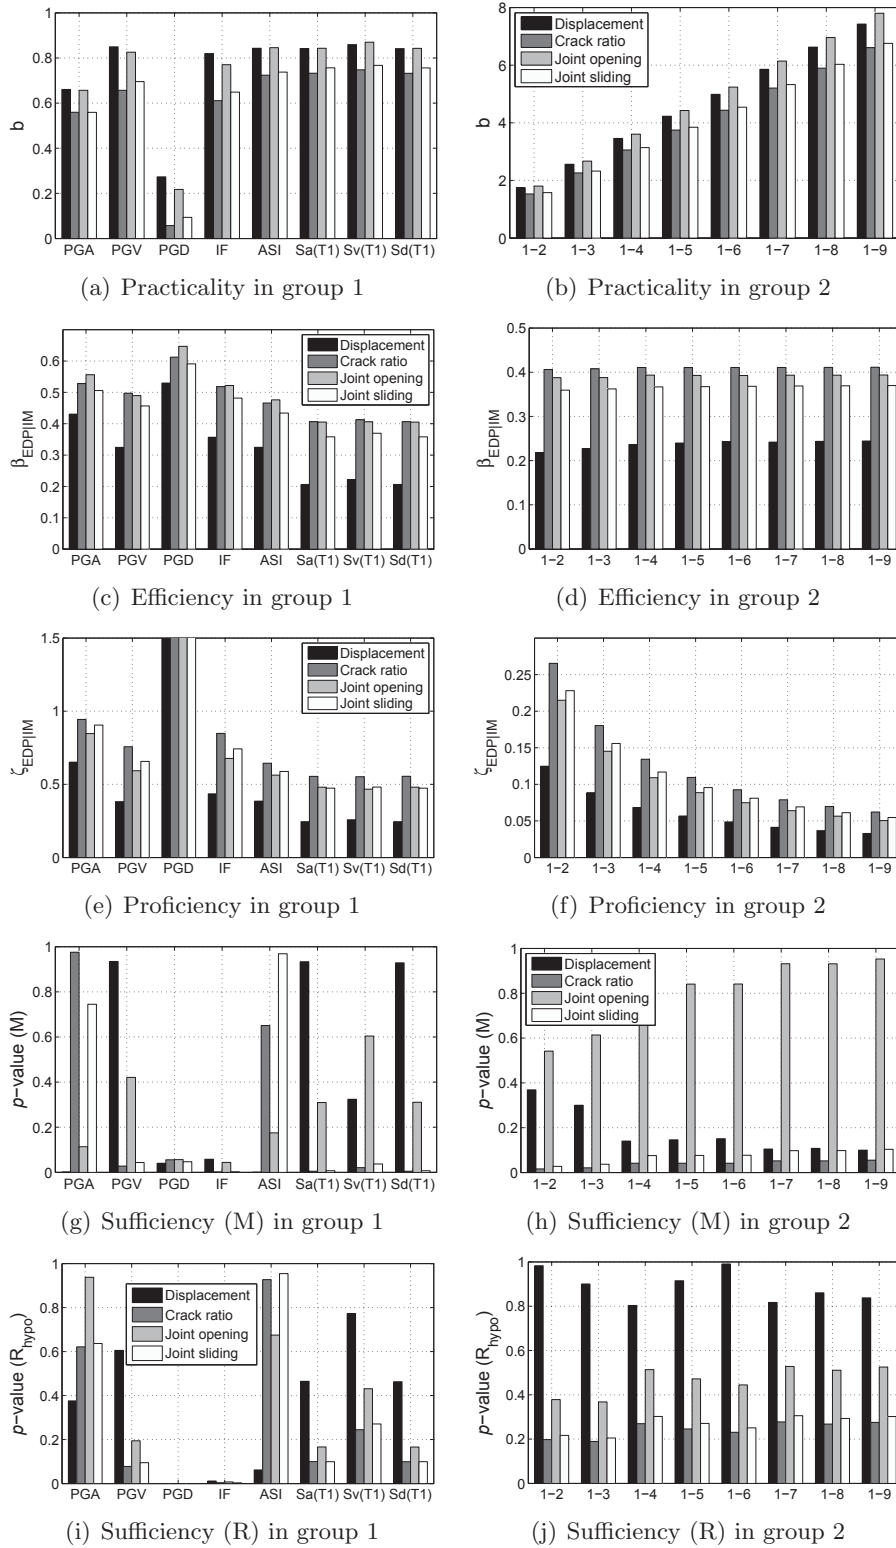 1
0.8
0.6
0.4
0.2
0
b
PGA PGV PGD IF ASI Sa(T1) Sv(T1) Sd(T1)
(a) Practicality in group 1
8
6
4
2
0
b
Displacement
Crack ratio
Joint opening
Joint sliding
1−2 1−3 1−4 1−5 1−6 1−7 1−8 1−9
(b) Practicality in group 2
0.6
0.5
0.4
0.3
0.2
0.1
0
βEDP|IM
Displacement
Crack ratio
Joint opening
Joint sliding
PGA PGV PGD IF ASI Sa(T1) Sv(T1) Sd(T1)
(c) Efficiency in group 1
0.5
0.4
0.3
0.2
0.1
0
βEDP|IM
1−2 1−3 1−4 1−5 1−6 1−7 1−8 1−9
(d) Efficiency in group 2
1.5
1
0.5
0
ζEDP|IM
Displacement
Crack ratio
Joint opening
Joint sliding
PGA PGV PGD IF ASI Sa(T1) Sv(T1) Sd(T1)
(e) Proficiency in group 1
0.25
0.2
0.15
0.1
0.05
0
ζEDP|IM
1−2 1−3 1−4 1−5 1−6 1−7 1−8 1−9
(f) Proficiency in group 2
1
0.8
0.6
0.4
0.2
0
p−value (M)
PGA PGV PGD IF ASI Sa(T1) Sv(T1) Sd(T1)
(g) Sufficiency (M) in group 1
1
0.8
0.6
0.4
0.2
0
p−value (M)
Displacement
Crack ratio
Joint opening
Joint sliding
1−2 1−3 1−4 1−5 1−6 1−7 1−8 1−9
(h) Sufficiency (M) in group 2
1
0.8
0.6
0.4
0.2
0
p−value (Rhypo)
Displacement
Crack ratio
Joint opening
Joint sliding
PGA PGV PGD IF ASI Sa(T1) Sv(T1) Sd(T1)
(i) Sufficiency (R) in group 1
1
0.8
0.6
0.4
0.2
0
p−value (Rhypo)
1−2 1−3 1−4 1−5 1−6 1−7 1−8 1−9
(j) Sufficiency (R) in group 2